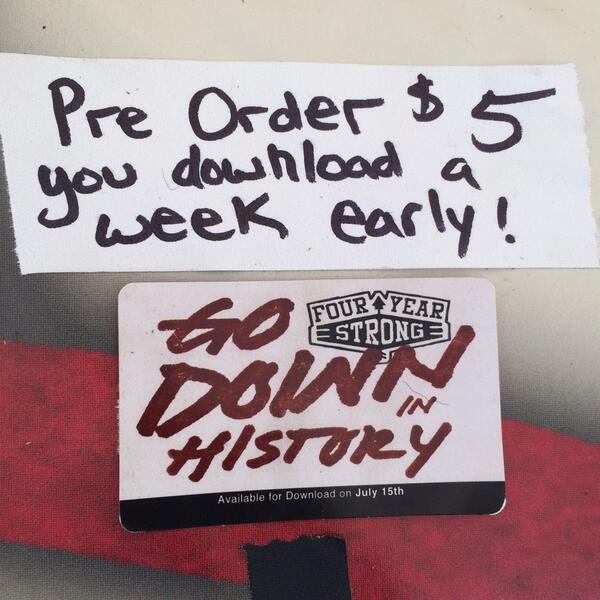 Pre Order $5
you download a
week early!
GO
FOUR YEAR
STRONG
DOWN
IN
HISTORY
Available for Download on July 15th